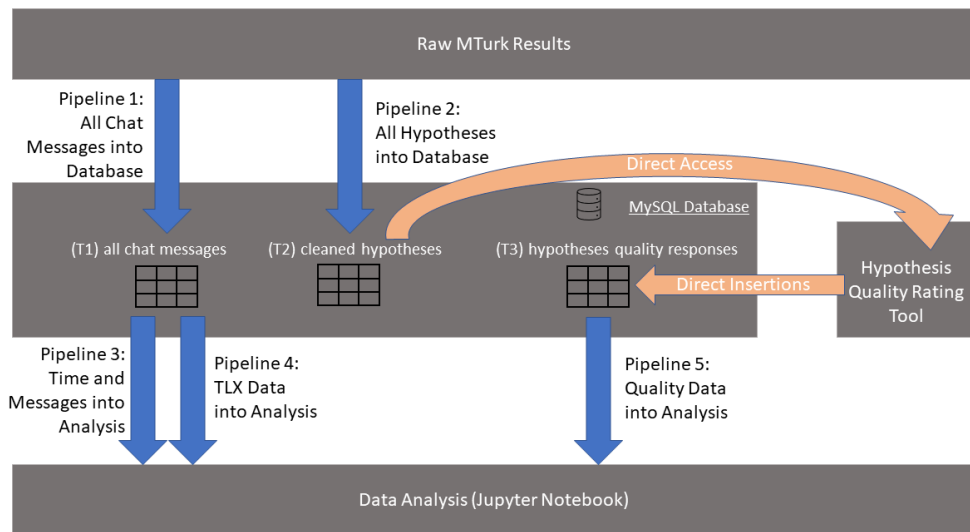 Raw MTurk Results
Pipeline 1:
All Chat
Messages into
Database
Pipeline 2:
All Hypotheses
into Database
Direct Access
MySQL Database
(T1) all chat messages
(T2) cleaned hypotheses
(T3) hypotheses quality responses
Hypothesis
Quality Rating
Tool
Direct Insertions
Pipeline 3:
Time and
Messages into
Analysis
Pipeline 4:
TLX Data
into Analysis
Pipeline 5:
Quality Data
into Analysis
Data Analysis (Jupyter Notebook)